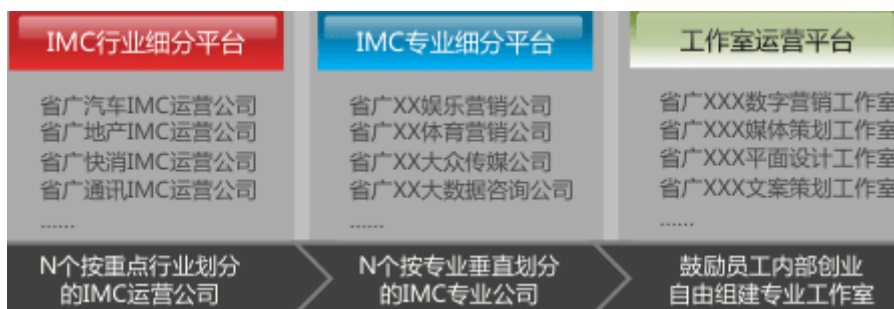 IMC行业细分平台
省广汽车IMC运营公司
省广地产IMC运营公司
省广快消IMC运营公司
省广通讯IMC运营公司
......
N个按重点行业划分
的IMC运营公司
IMC专业细分平台
省广XX娱乐营销公司
省广XX体育营销公司
省广XX大众传媒公司
省广XX大数据咨询公司
......
N个按专业垂直划分
的IMC专业公司
工作室运营平台
省广XXX数字营销工作室
省广XXX媒体策划工作室
省广XXX平面设计工作室
省广XXX文案策划工作室
......
鼓励员工内部创业
自由组建专业工作室